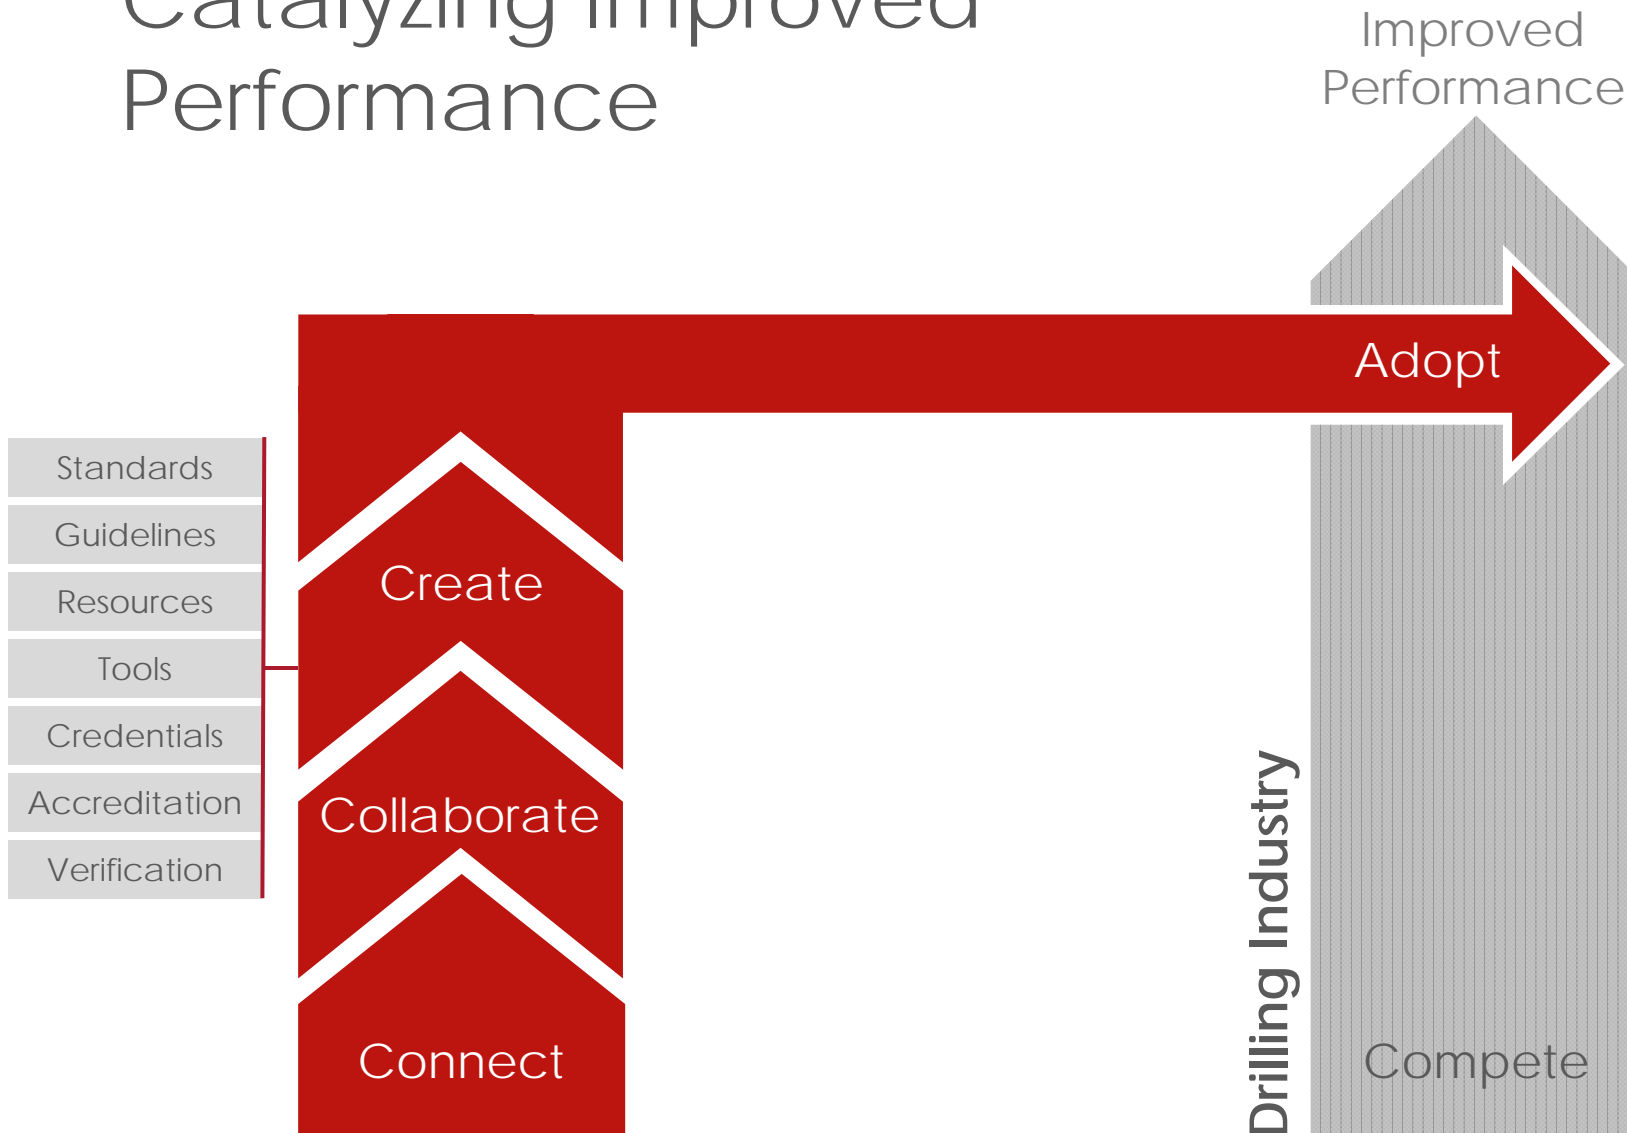 Catalyzing Improved
Performance
Improved
Performance
Adopt
Standards
Guidelines
Resources
Tools
Credentials
Accreditation
Verification
Create
Collaborate
Connect
Drilling Industry
Compete